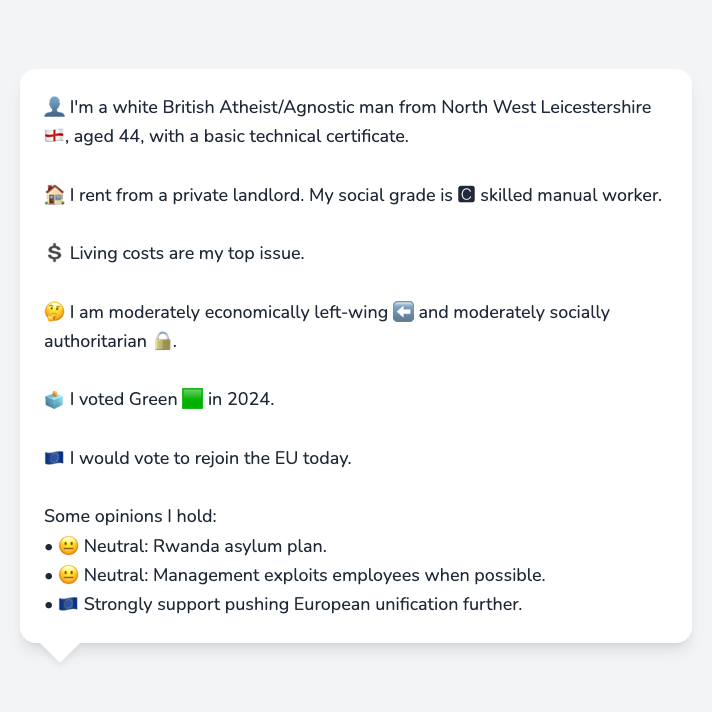 👤 I'm a white British Atheist/Agnostic man from North West Leicestershire
🏴󠁧󠁢󠁥󠁮󠁧󠁿, aged 44, with a basic technical certificate.
🏠 I rent from a private landlord. My social grade is 🅲 skilled manual worker.
💲 Living costs are my top issue.
🤔 I am moderately economically left-wing ⬅️ and moderately socially
authoritarian 🔒.
🗳️ I voted Green 🟩 in 2024.
🇪🇺 I would vote to rejoin the EU today.
Some opinions I hold:
• 😐 Neutral: Rwanda asylum plan.
• 😐 Neutral: Management exploits employees when possible.
• 🇪🇺 Strongly support pushing European unification further.